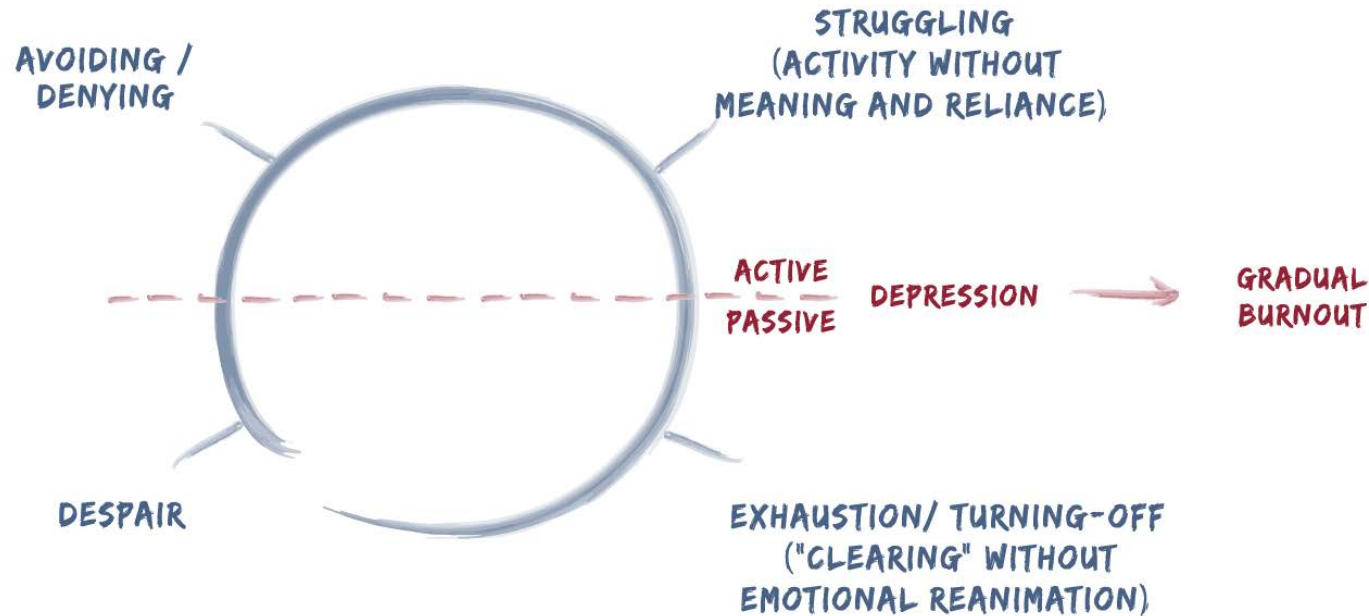 AVOIDING /
DENYING
STRUGGLING
(ACTIVITY WITHOUT
MEANING AND RELIANCE)
ACTIVE
PASSIVE
DEPRESSION
GRADUAL
BURNOUT
DESPAIR
EXHAUSTION/ TURNING-OFF
("CLEARING" WITHOUT
EMOTIONAL REANIMATION)